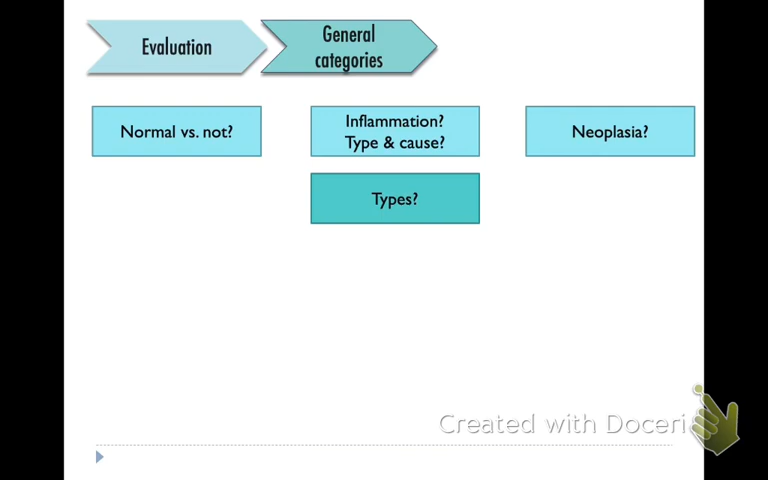 Evaluation
General
categories
Normal vs. not?
Inflammation?
Type & cause?
Neoplasia?
Types?
Created with Doceri